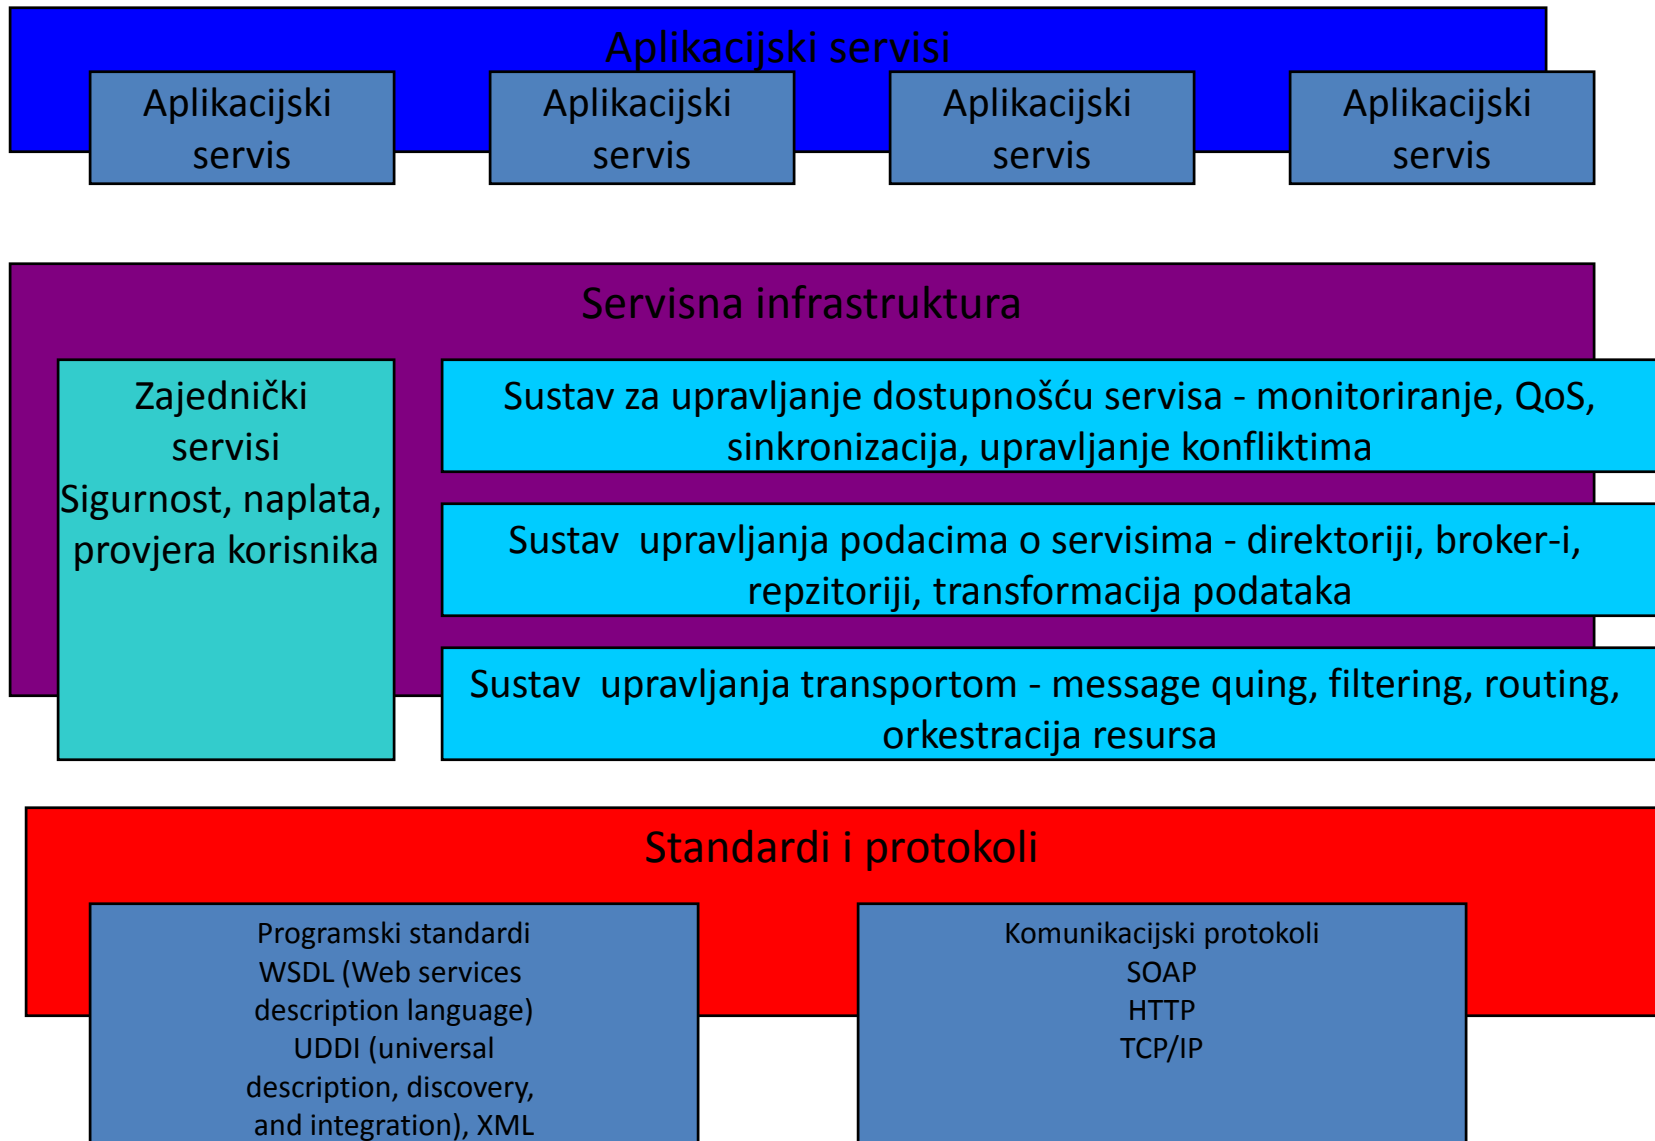 Aplikacijski servisi
Aplikacijski
servis
Aplikacijski
servis
Aplikacijski
servis
Aplikacijski
servis
Servisna infrastruktura
Zajednički
servisi
Sigurnost, naplata,
provjera korisnika
Sustav za upravljanje dostupnošću servisa - monitoriranje, QoS,
sinkronizacija, upravljanje konfliktima
Sustav upravljanja podacima o servisima - direktoriji, broker-i,
repzitoriji, transformacija podataka
Sustav upravljanja transportom - message quing, filtering, routing,
orkestracija resursa
Standardi i protokoli
Programski standardi
WSDL (Web services
description language)
UDDI (universal
description, discovery,
and integration), XML
Komunikacijski protokoli
SOAP
HTTP
TCP/IP